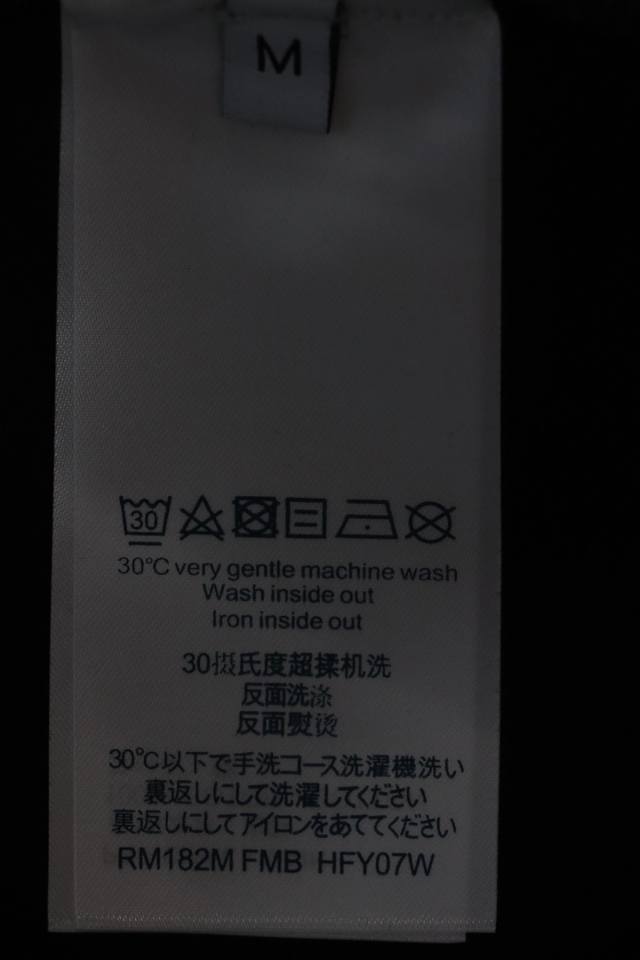 M
30
30°C very gentle machine wash
Wash inside out
Iron inside out
30摄氏度超揉机洗
反面洗涤
反面熨烫
30°C以下で手洗コース洗濯機洗い
裏返しにして洗濯してください
裏返しにしてアイロンをあててください
RM182M FMB HFY07W